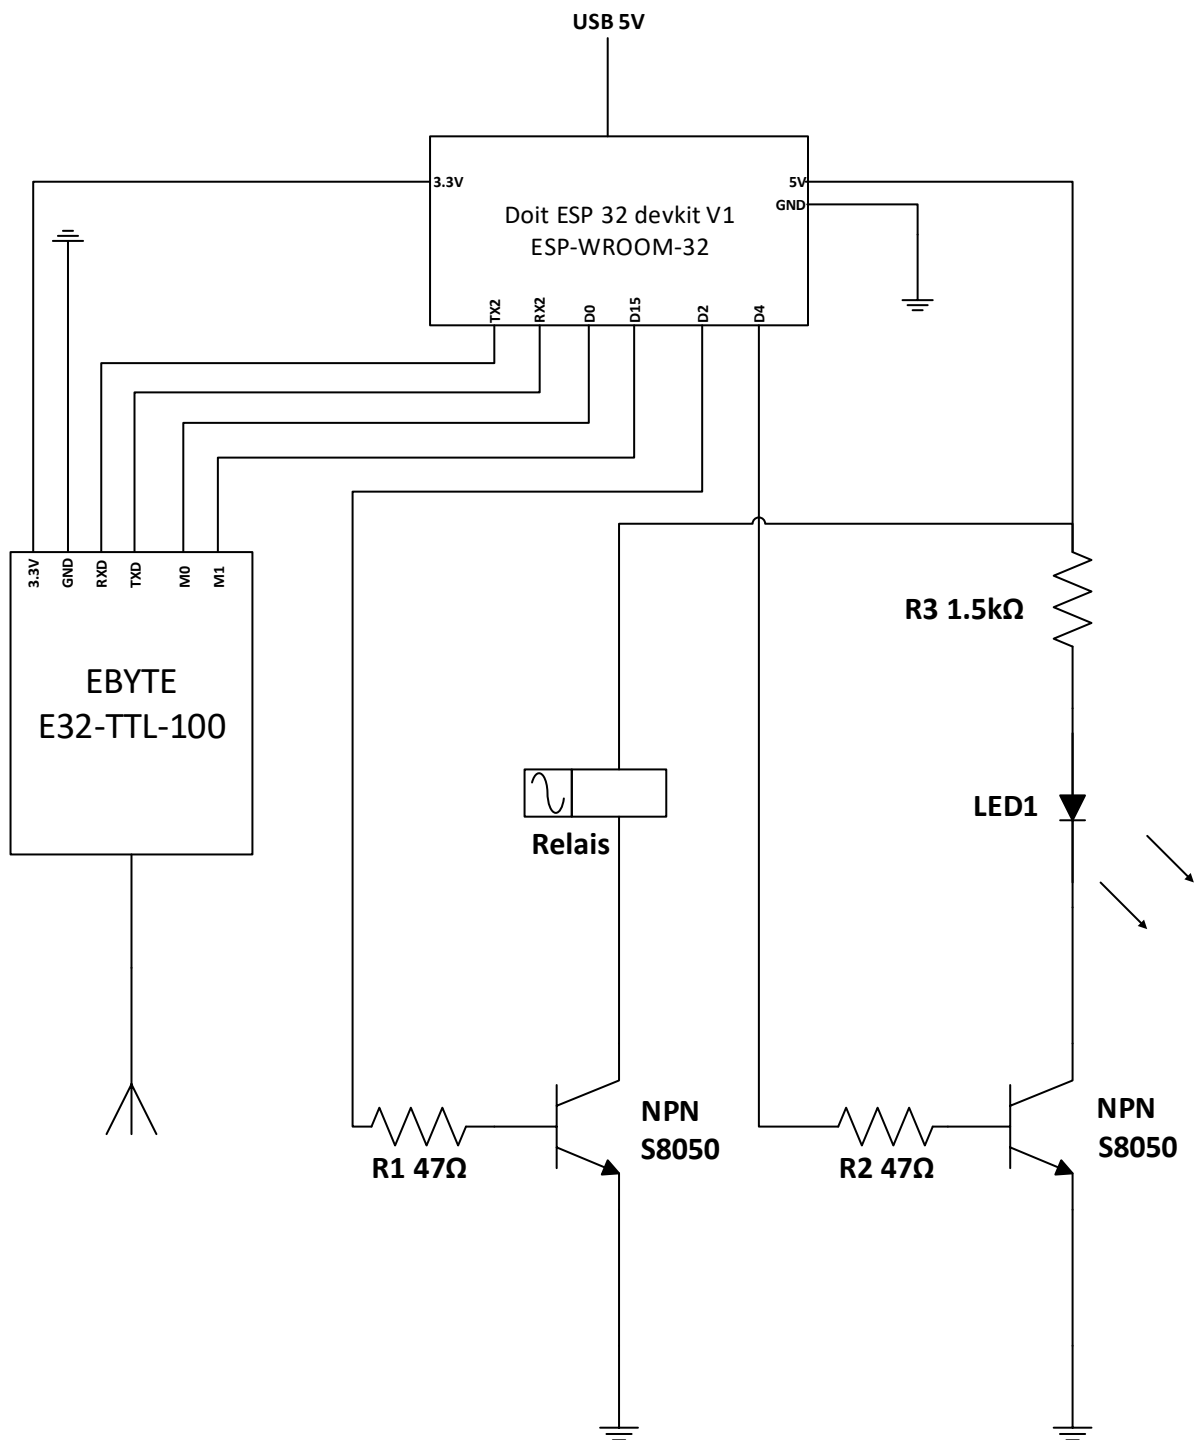 USB 5V
3.3V
5V
GND
Doit ESP 32 devkit V1
ESP-WROOM-32
TX2
RX2
D0
D15
D2
D4
3.3V
GND
RXD
TXD
M0
M1
EBYTE
E32-TTL-100
R3 1.5kΩ
LED1
Relais
NPN
S8050
R1 47Ω
NPN
S8050
R2 47Ω